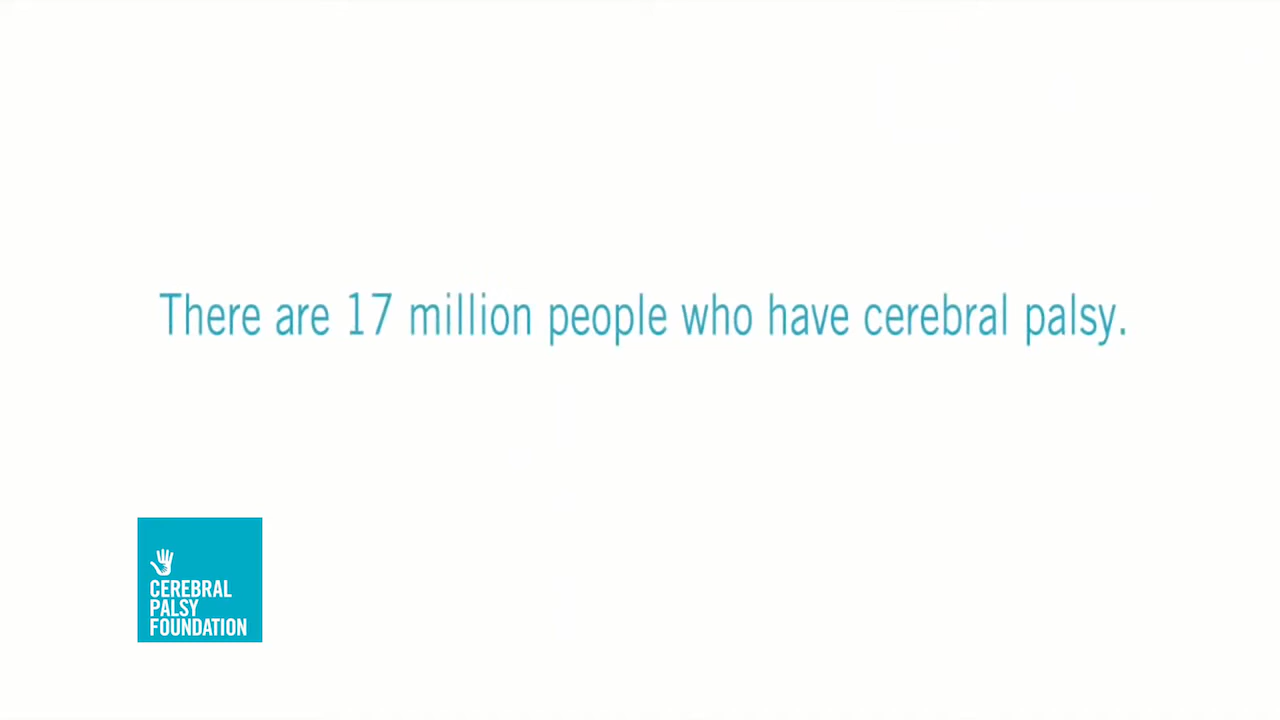 There are 17 million people who have cerebral palsy.
CEREBRAL
PALSY
FOUNDATION